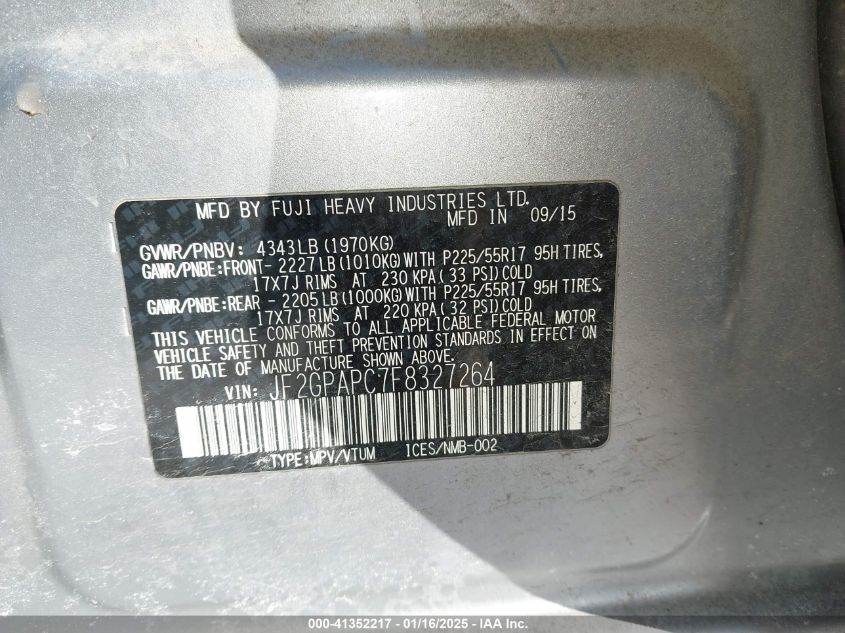 MFD BY FUJI HEAVY INDUSTRIES LTD.
MFD IN 09/15
GVWR/PNBV: 4343LB(1970KG)
GAWR/PNBE:FRONT- 2227LB(1010KG)WITH P225/55R17 95H TIRES,
17X7J RIMS AT 230 KPA(33 PSI)COLD
GAWR/PNBE:REAR - 2205LB(1000KG)WITH P225/55R17 95H TIRES,
17X7J RIMS AT 220 KPA(32 PSI)COLD
THIS VEHICLE CONFORMS TO ALL APPLICABLE FEDERAL MOTOR
VEHICLE SAFETY AND THEFT PREVENTION STANDARDS IN EFFECT ON
THE DATE OF MANUFACTURE SHOWN ABOVE.
VIN: JF2GPAPC7F8327264
TYPE:MPV/VTUM ICES/NMB-002
000-41352217 - 01/16/2025 - IAA Inc.